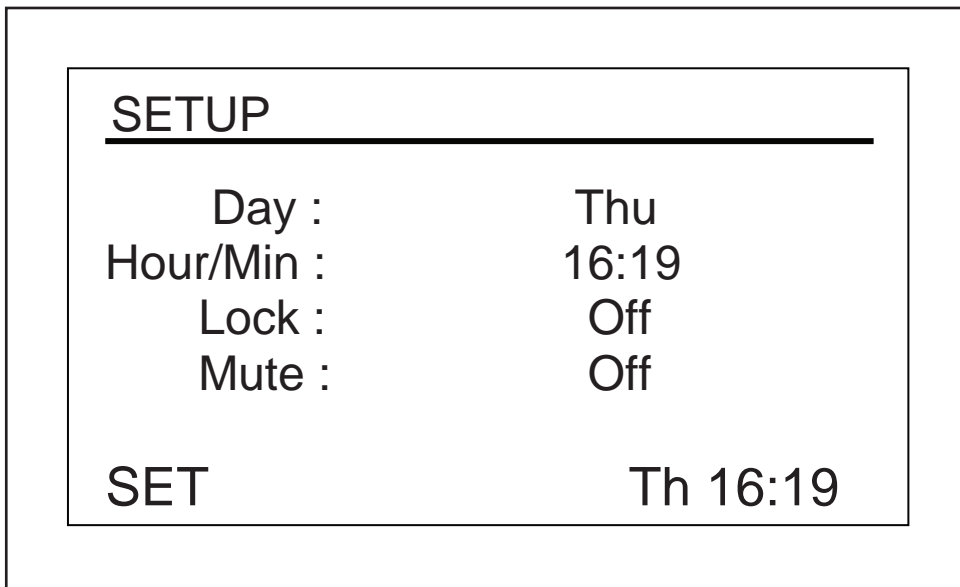 SETUP
Day : Thu
Hour/Min : 16:19
Lock : Off
Mute : Off
SET Th 16:19